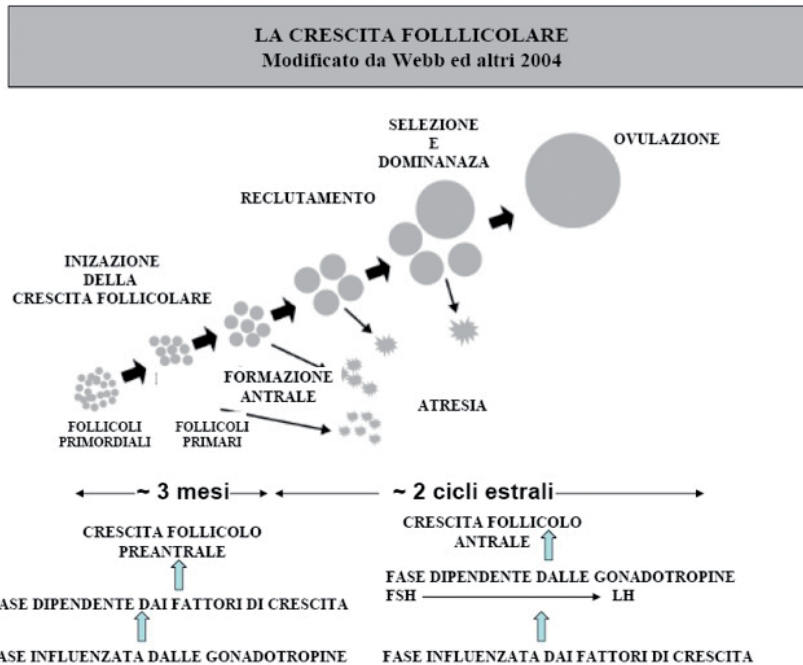 LA CRESCITA FOLLLICOLARE
Modificato da Webb ed altri 2004
SELEZIONE
E
DOMINANAZA
OVULAZIONE
RECLUTAMENTO
INIZAZIONE
DELLA
CRESCITA FOLLICOLARE
FORMAZIONE
ANTRALE
ATRESIA
FOLLICOLI
PRIMORDIALI
FOLLICOLI
PRIMARI
~ 3 mesi
~ 2 cicli estrali
CRESCITA FOLLICOLO
PREANTRALE
CRESCITA FOLLICOLO
ANTRALE
ASE DIPENDENTE DAI FATTORI DI CRESCITA
FASE DIPENDENTE DALLE GONADOTROPINE
FSH LH
ASE INFLUENZATA DALLE GONADOTROPINE
FASE INFLUENZATA DAI FATTORI DI CRESCITA